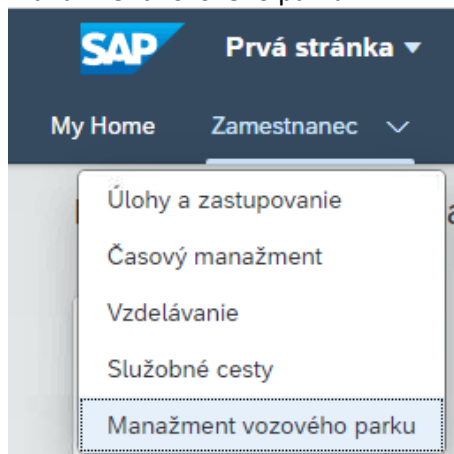 SAP Prvá stránka
My Home Zamestnanec
Úlohy a zastupovanie
Časový manažment
Vzdelávanie
Služobné cesty
Manažment vozového parku